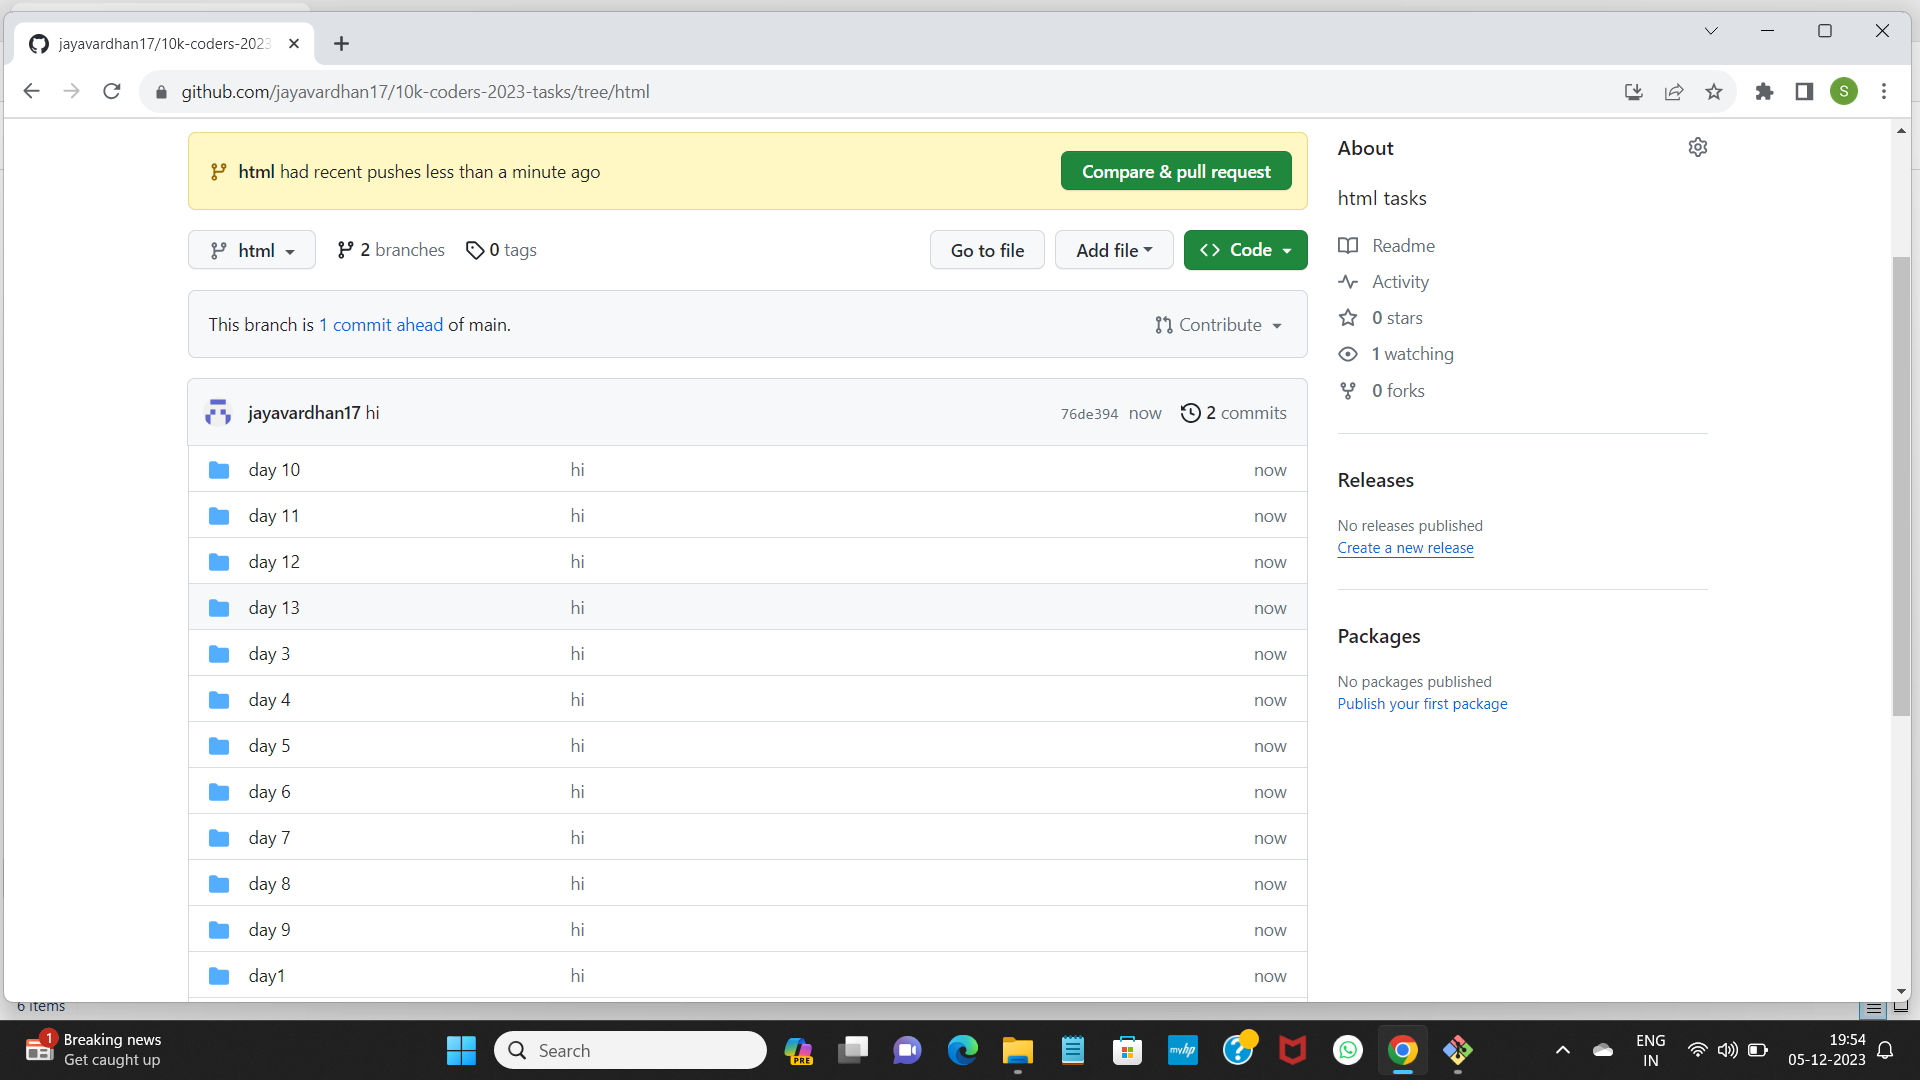 jayavardhan17/10k-coders-2023
github.com/jayavardhan17/10k-coders-2023-tasks/tree/html
S
html had recent pushes less than a minute ago
Compare & pull request
html
2 branches
0 tags
Go to file
Add file
Code
This branch is 1 commit ahead of main.
Contribute
jayavardhan17 hi
76de394 now
2 commits
day 10 hi now
day 11 hi now
day 12 hi now
day 13 hi now
day 3 hi now
day 4 hi now
day 5 hi now
day 6 hi now
day 7 hi now
day 8 hi now
day 9 hi now
day1 hi now
About
html tasks
Readme
Activity
0 stars
1 watching
0 forks
Releases
No releases published
Create a new release
Packages
No packages published
Publish your first package
6 items
1
Breaking news
Get caught up
Search
PRE
myhp
ENG
IN
19:54
05-12-2023